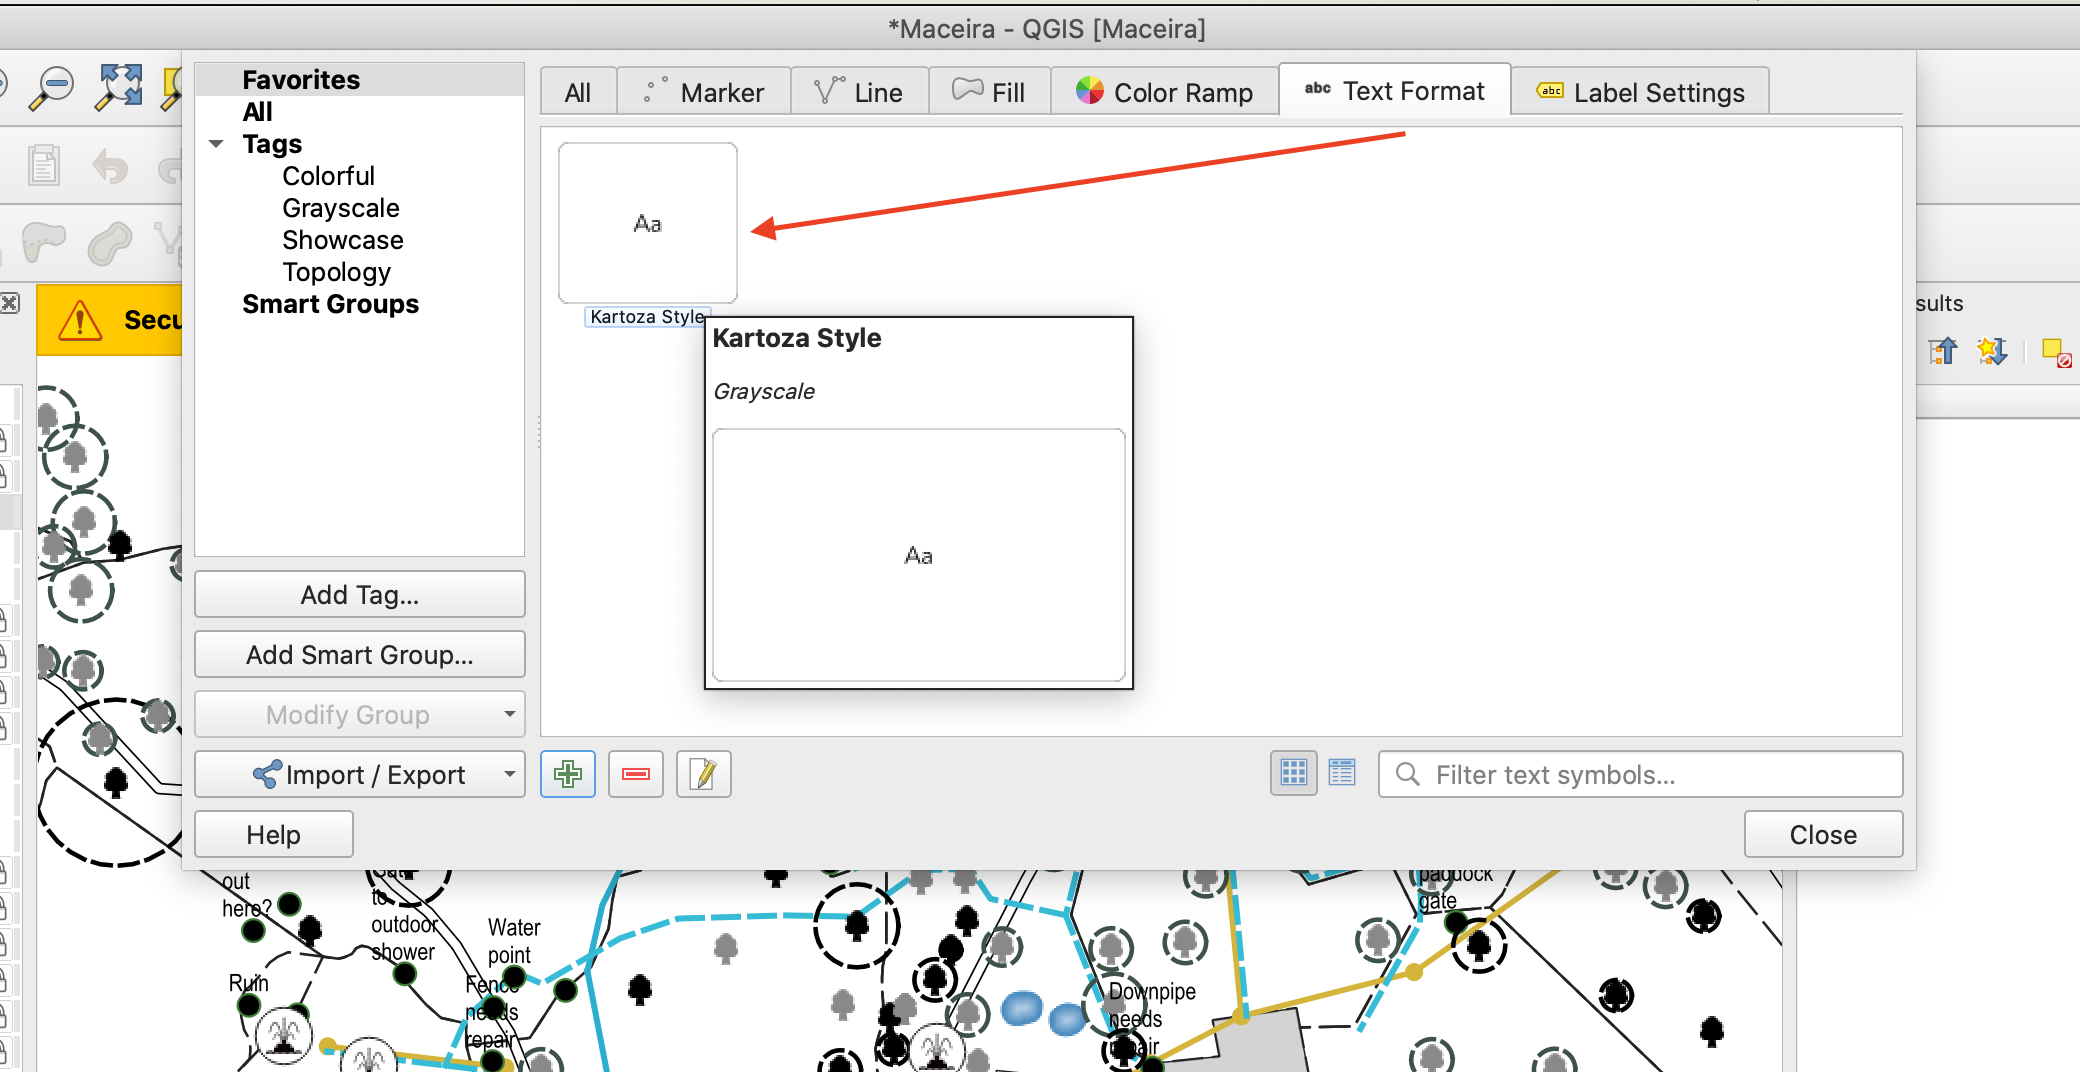 *Maceira - QGIS [Maceira]
Favorites
All
Tags
Colorful
Grayscale
Showcase
Topology
Smart Groups
All
Marker
Line
Fill
Color Ramp
abc Text Format
abc Label Settings
Aa
Kartoza Style
Kartoza Style
Grayscale
Aa
Secu
sults
Add Tag...
Add Smart Group...
Modify Group
Import / Export
Filter text symbols...
Help
Close
out
here?
to
outdoor
shower
Water
point
Ruin
Fence
needs
repair
paddock
gate
Downpipe
needs